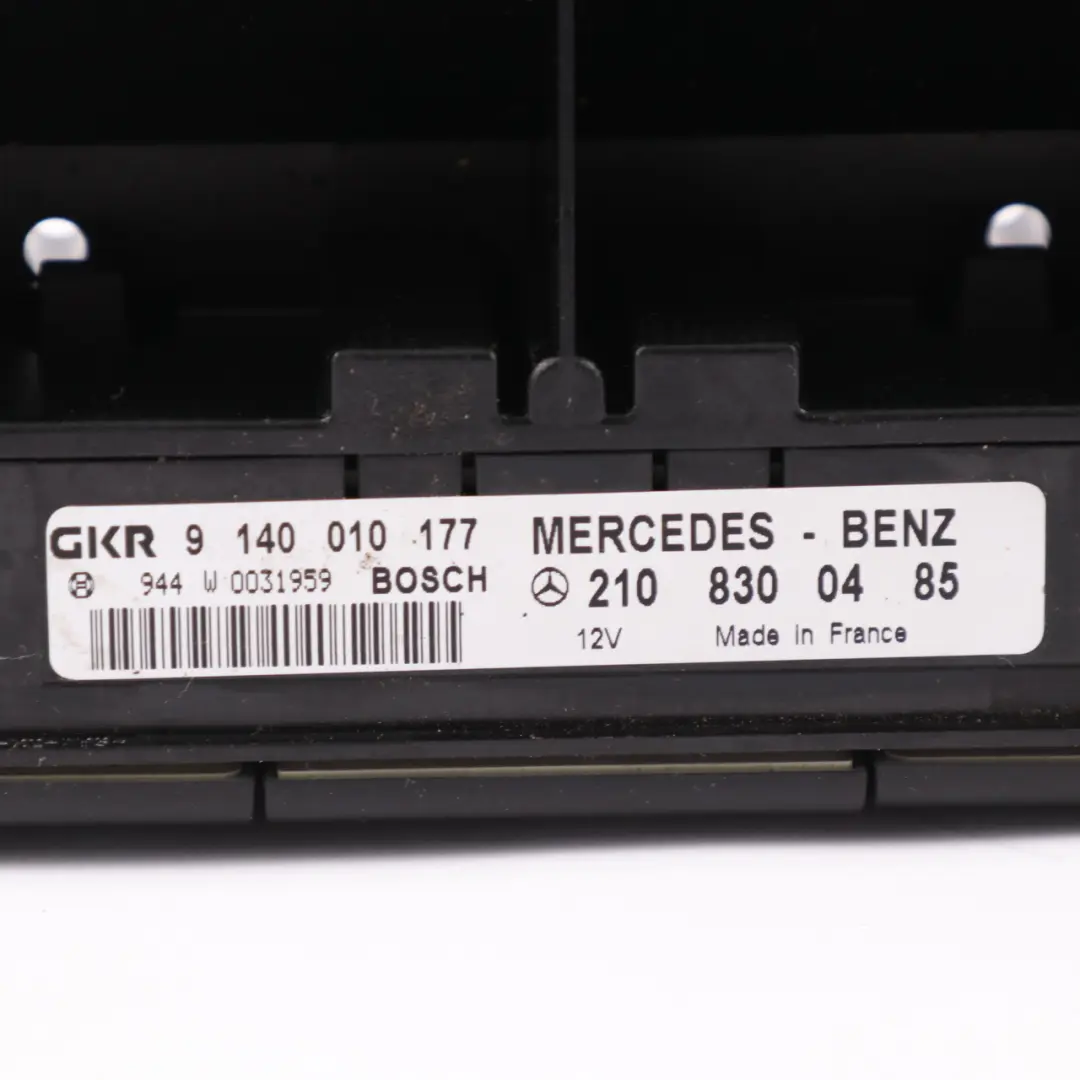 GKR 9 140 010 177
944 W 0031959 BOSCH
MERCEDES - BENZ
210 830 04 85
12V Made in France